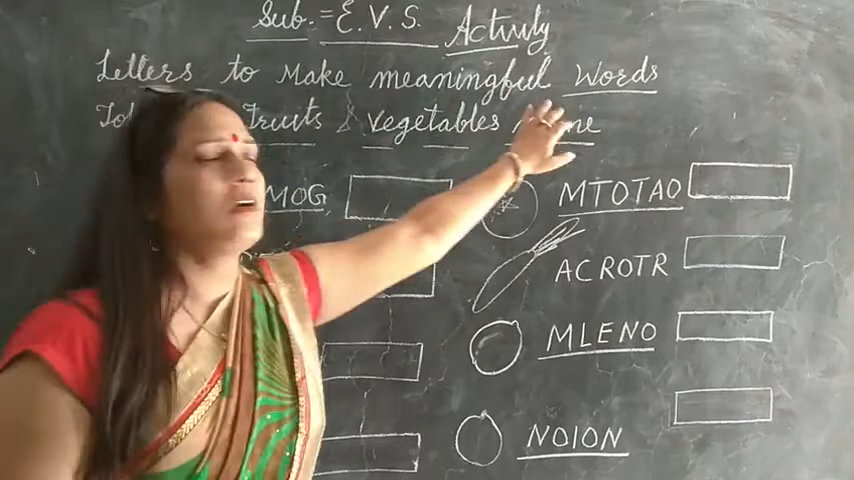 Sub.= E.V.S Activity
Letters to Make meaningful Words
Fruits & vegetables
MOG
MTOTAO
ACROTR
MLENO
NOION